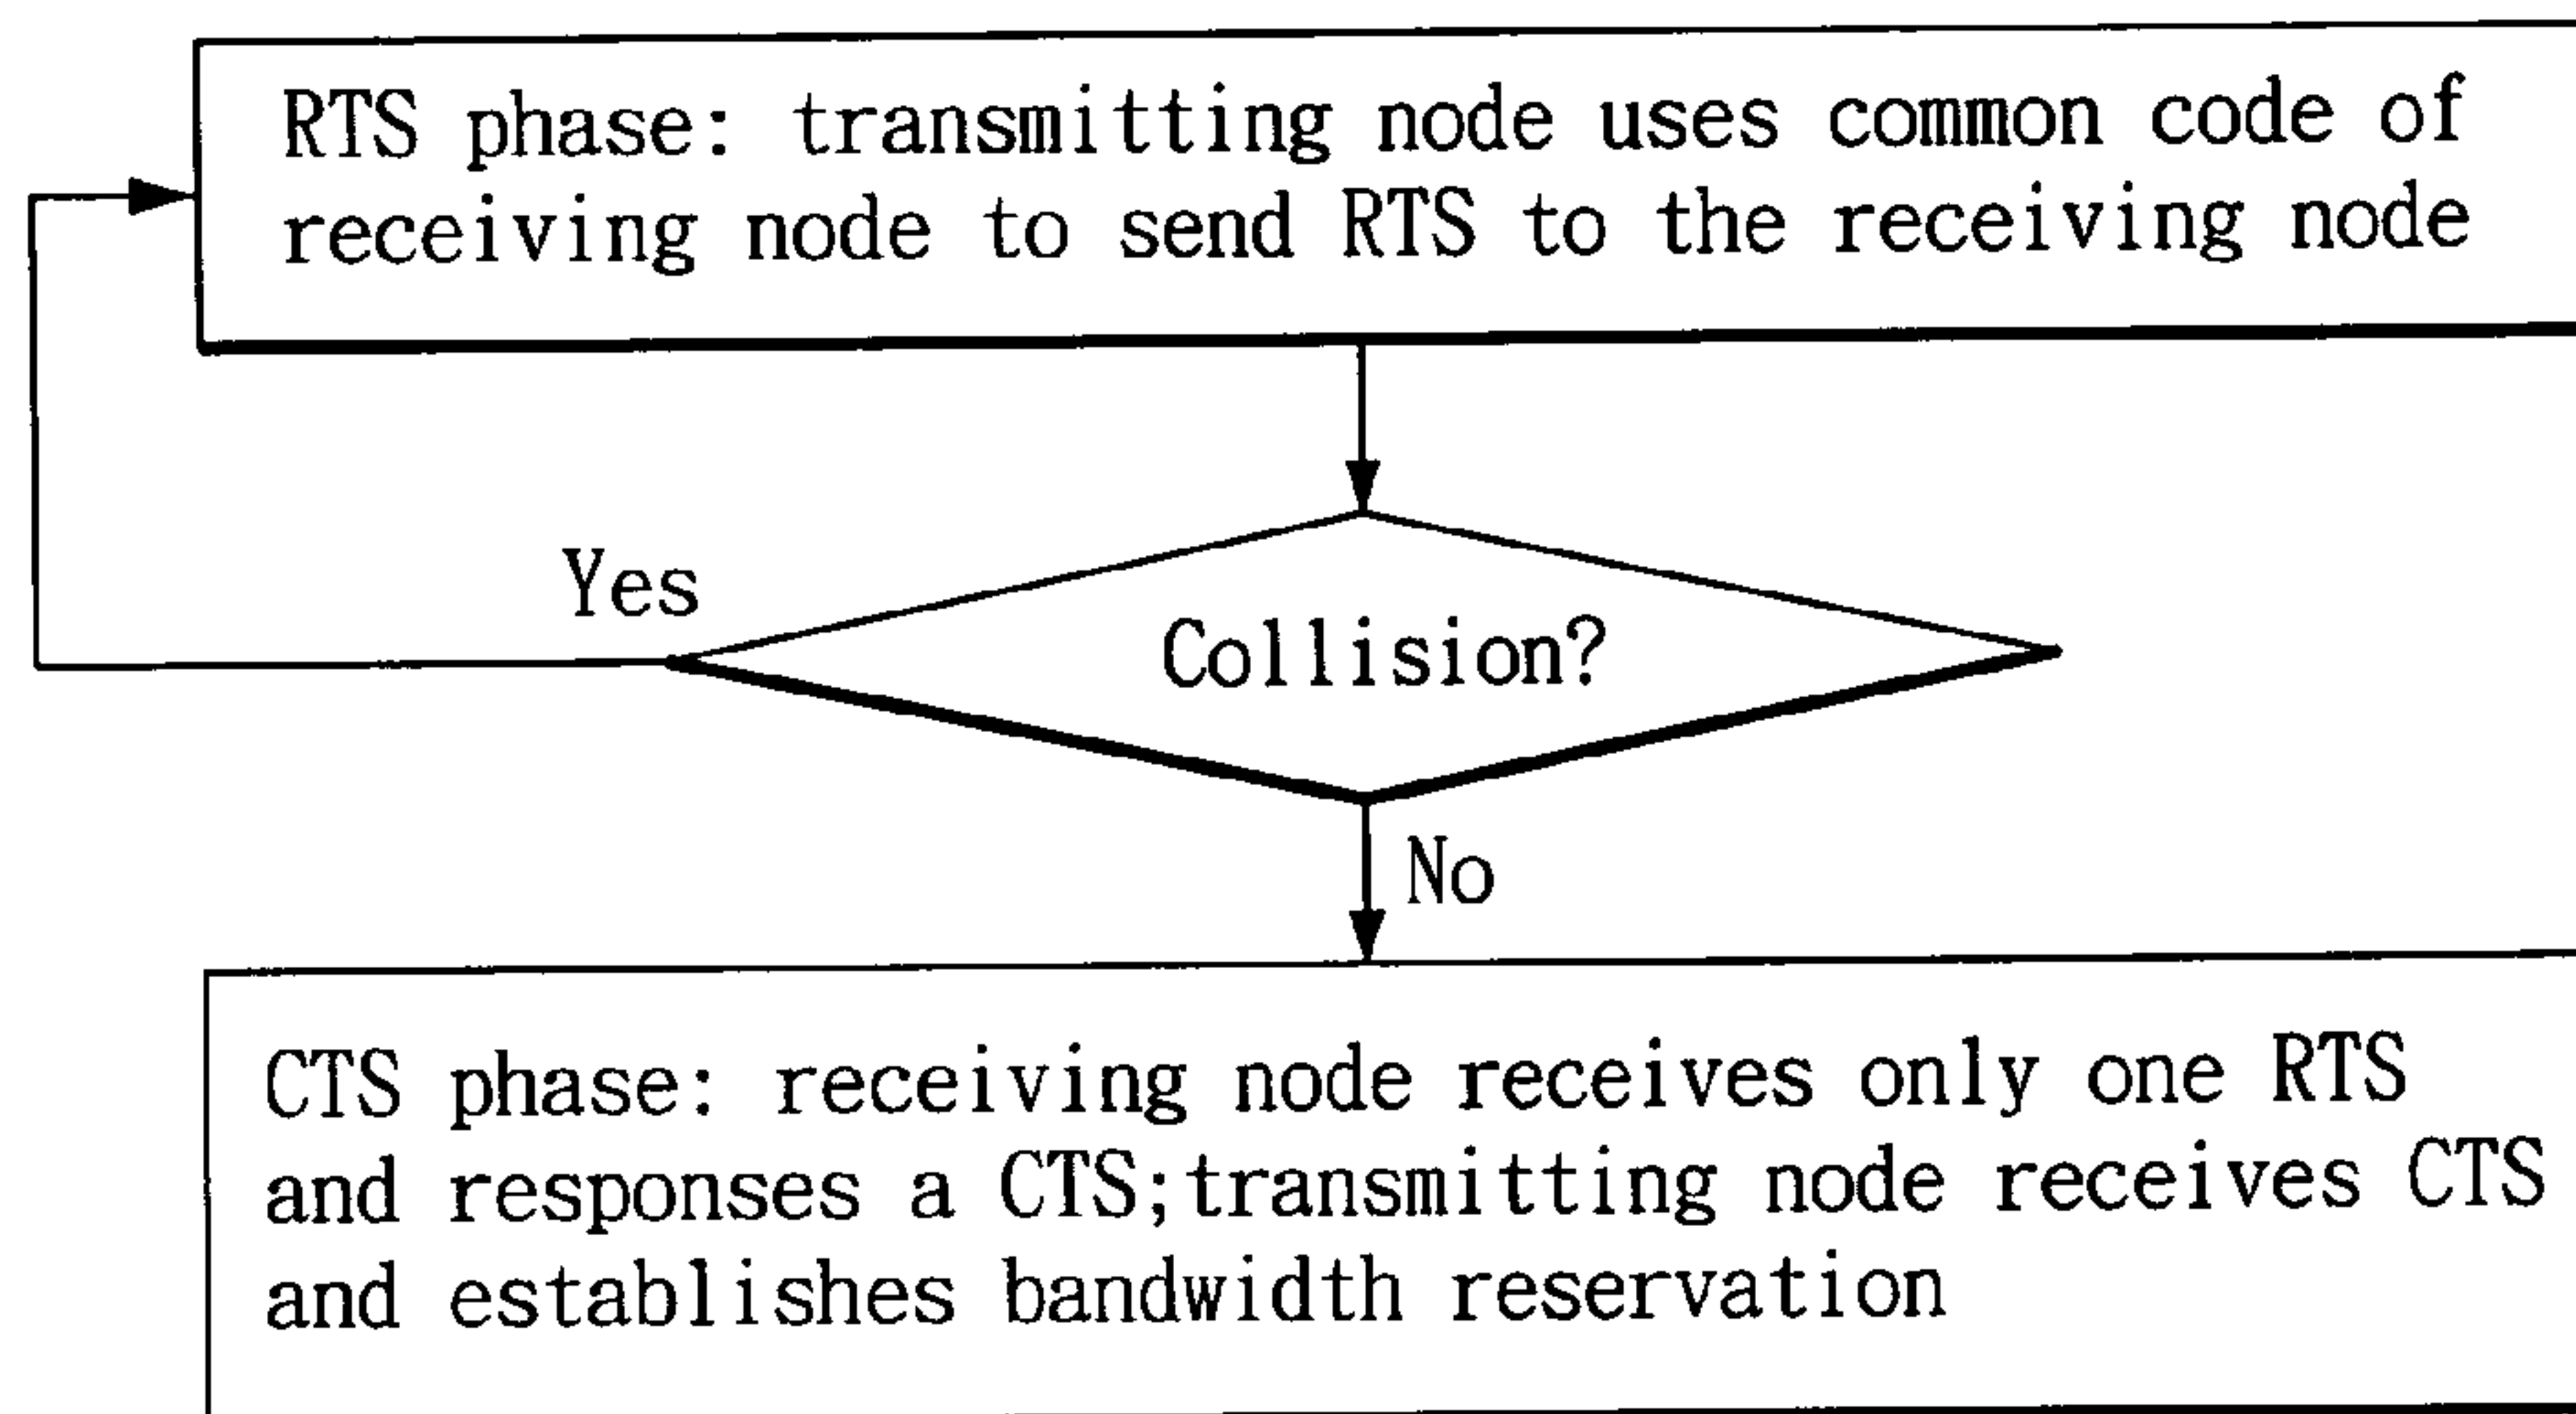 RTS phase: transmitting node uses common code of
receiving node to send RTS to the receiving node
Yes
Collision?
No
CTS phase: receiving node receives only one RTS
and responses a CTS;transmitting node receives CTS
and establishes bandwidth reservation